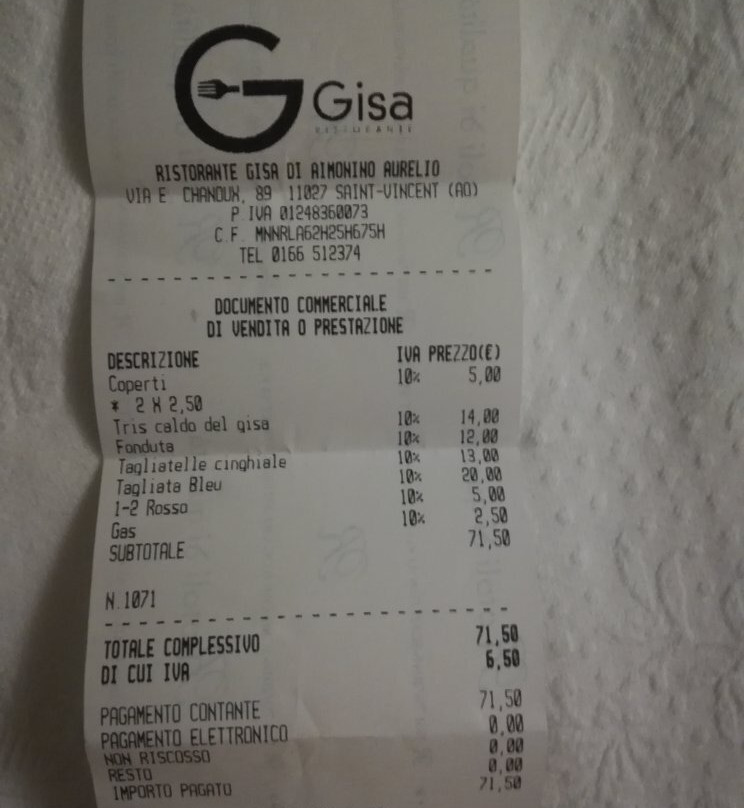 G Gisa
RISTORANTE
RISTORANTE GISA DI AIMONINO AURELIO
VIA E CHANOUX, 89 11027 SAINT-VINCENT (AO)
P.IVA 01248360073
C.F. MNNRLA62H25H675H
TEL 0166 512374
DOCUMENTO COMMERCIALE
DI VENDITA O PRESTAZIONE
DESCRIZIONE IVA PREZZO(€)
Coperti 10% 5,00
* 2 X 2,50
Tris caldo del gisa 10% 14,00
Fonduta 10% 12,00
Tagliatelle cinghiale 10% 13,00
Tagliata Bleu 10% 20,00
1-2 Rosso 10% 5,00
Gas 10% 2,50
SUBTOTALE 71,50
N.1071
TOTALE COMPLESSIVO 71,50
DI CUI IVA 6,50
PAGAMENTO CONTANTE 71,50
PAGAMENTO ELETTRONICO 0,00
NON RISCOSSO 0,00
RESTO 0,00
IMPORTO PAGATO 71,50